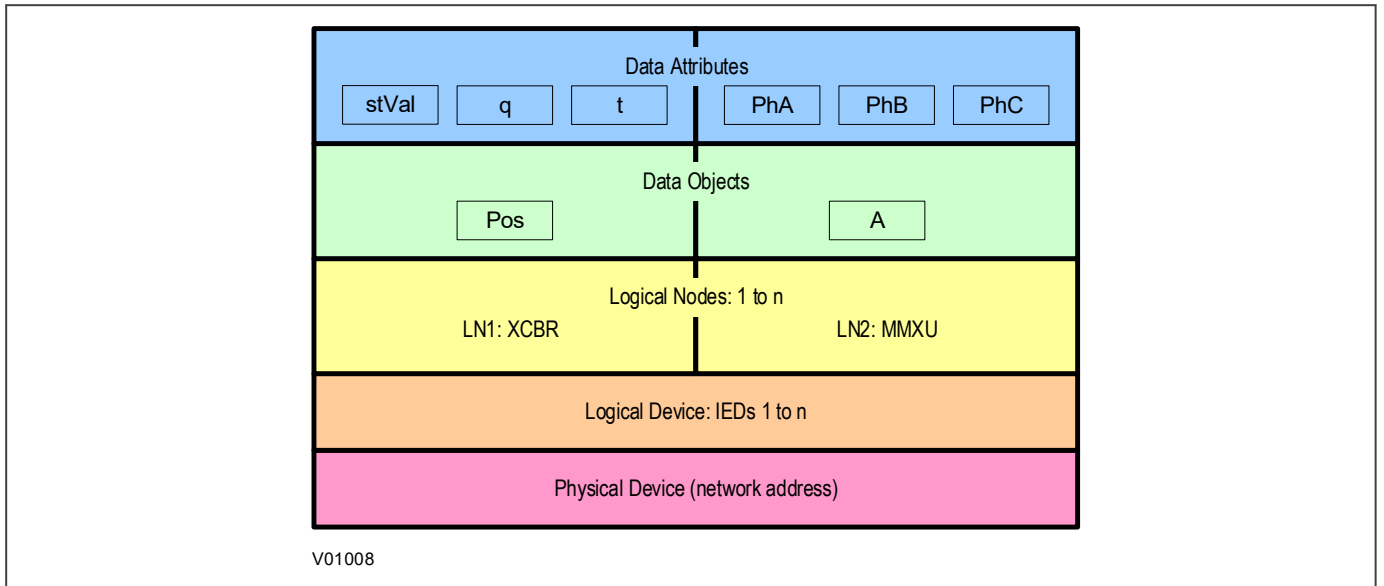 Data Attributes
stVal q t PhA PhB PhC
Data Objects
Pos A
Logical Nodes: 1 to n
LN1: XCBR LN2: MMXU
Logical Device: IEDs 1 to n
Physical Device (network address)
V01008